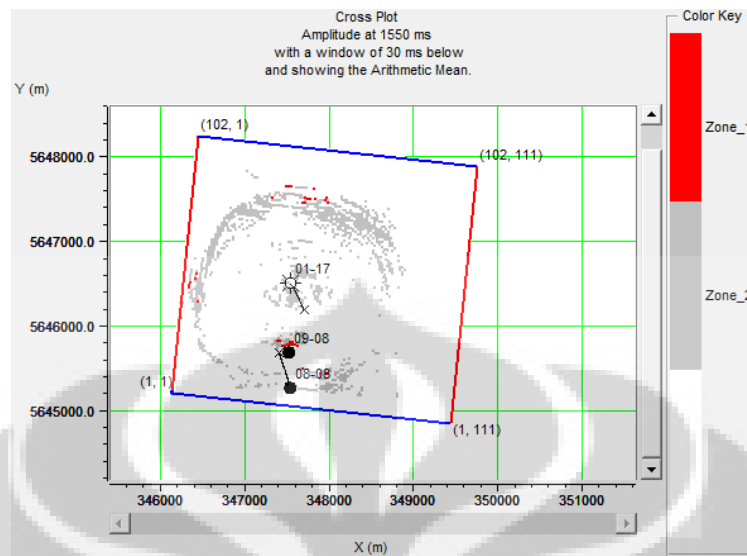 Cross Plot
Color Key
Amplitude at 1550 ms
with a window of 30 ms below
and showing the Arithmetic Mean.
Y (m)
(102, 1)
Zone_1
5648000.0
(102, 111)
5647000.0
01-17
Zone_2
5646000.0
09-08
(1, 1)
08-08
5645000.0
(1, 111)
346000 347000 348000 349000 350000 351000
X (m)